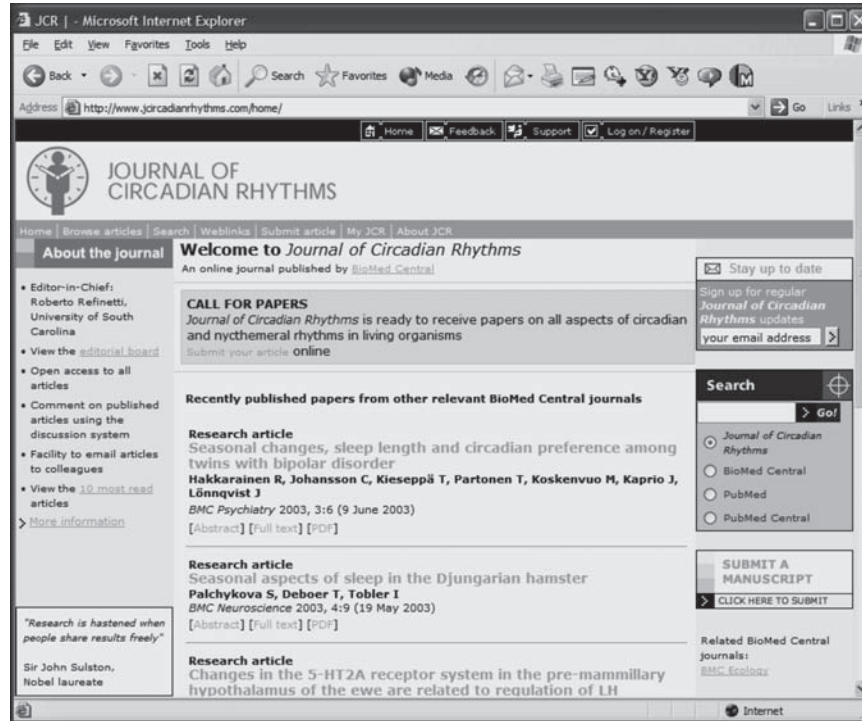 JCR | - Microsoft Internet Explorer
File Edit View Favorites Tools Help
Back Search Favorites Media
Address http://www.jcircadianrhythms.com/home/ Go Links
Home Feedback Support Log on / Register
JOURNAL OF
CIRCADIAN RHYTHMS
Home | Browse articles | Search | Weblinks | Submit article | My JCR | About JCR
About the journal
• Editor-in-Chief:
Roberto Refinetti,
University of South
Carolina
• View the editorial board
• Open access to all
articles
• Comment on published
articles using the
discussion system
• Facility to email articles
to colleagues
• View the 10 most read
articles
More information
"Research is hastened when
people share results freely"
Sir John Sulston,
Nobel laureate
Welcome to Journal of Circadian Rhythms
An online journal published by BioMed Central
CALL FOR PAPERS
Journal of Circadian Rhythms is ready to receive papers on all aspects of circadian
and nycthemeral rhythms in living organisms
Submit your article online
Recently published papers from other relevant BioMed Central journals
Research article
Seasonal changes, sleep length and circadian preference among
twins with bipolar disorder
Hakkarainen R, Johansson C, Kieseppä T, Partonen T, Koskenvuo M, Kaprio J,
Lönnqvist J
BMC Psychiatry 2003, 3:6 (9 June 2003)
[Abstract] [Full text] [PDF]
Research article
Seasonal aspects of sleep in the Djungarian hamster
Palchykova S, Deboer T, Tobler I
BMC Neuroscience 2003, 4:9 (19 May 2003)
[Abstract] [Full text] [PDF]
Research article
Changes in the 5-HT2A receptor system in the pre-mammillary
hypothalamus of the ewe are related to regulation of LH
Stay up to date
Sign up for regular
Journal of Circadian
Rhythms updates
your email address
Search
Go!
Journal of Circadian
Rhythms
BioMed Central
PubMed
PubMed Central
SUBMIT A
MANUSCRIPT
CLICK HERE TO SUBMIT
Related BioMed Central
journals:
BMC Ecology
Internet